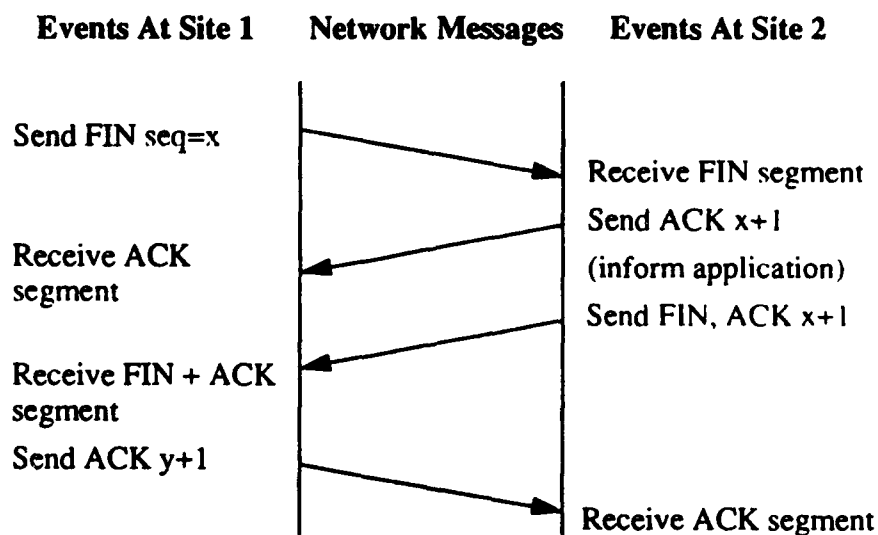 Events At Site 1 Network Messages Events At Site 2
Send FIN seq=x
Receive FIN segment
Send ACK x+1
Receive ACK
segment
(inform application)
Send FIN, ACK x+1
Receive FIN + ACK
segment
Send ACK y+1
Receive ACK segment